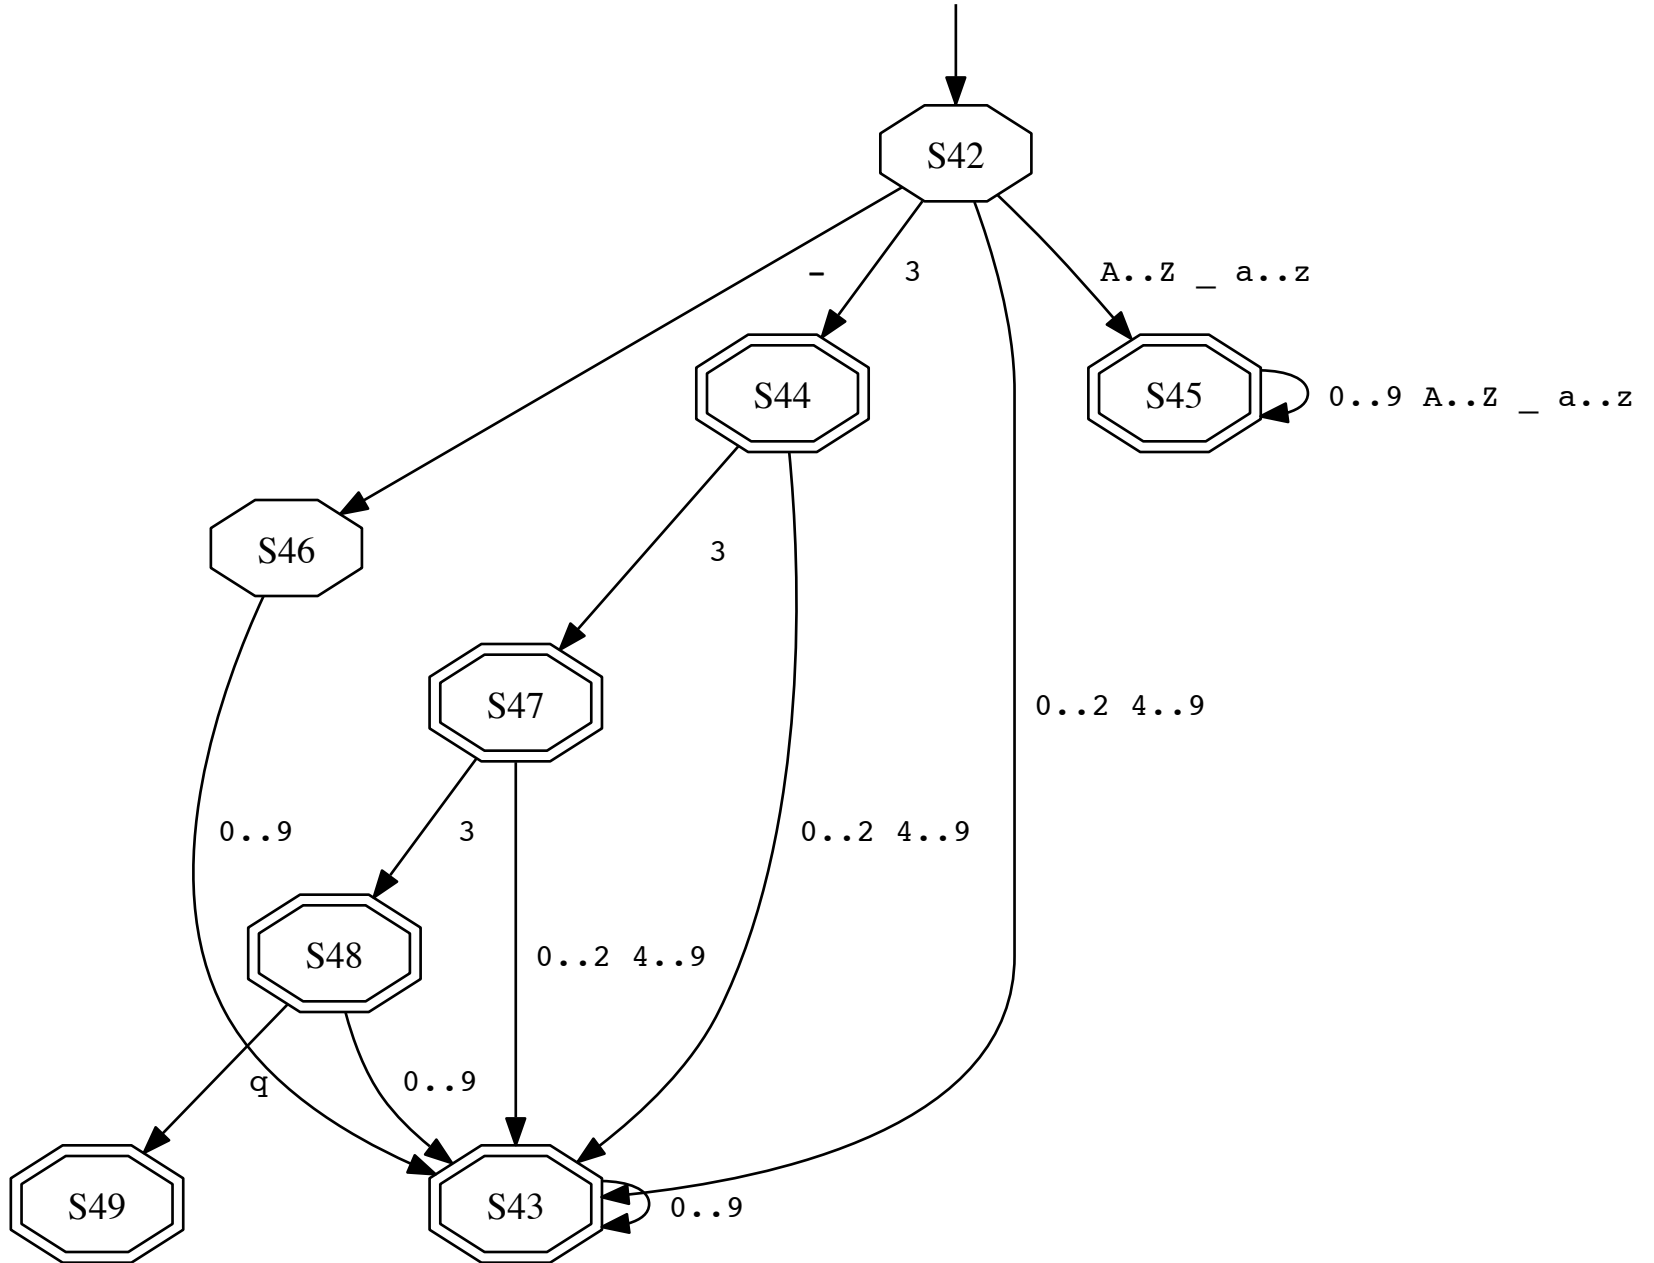 S42
- 3 A..Z _ a..z
S44 S45 0..9 A..Z _ a..z
S46 3
S47 0..2 4..9
0..9 3 0..2 4..9
S48 0..2 4..9
q 0..9
S49 S43 0..9